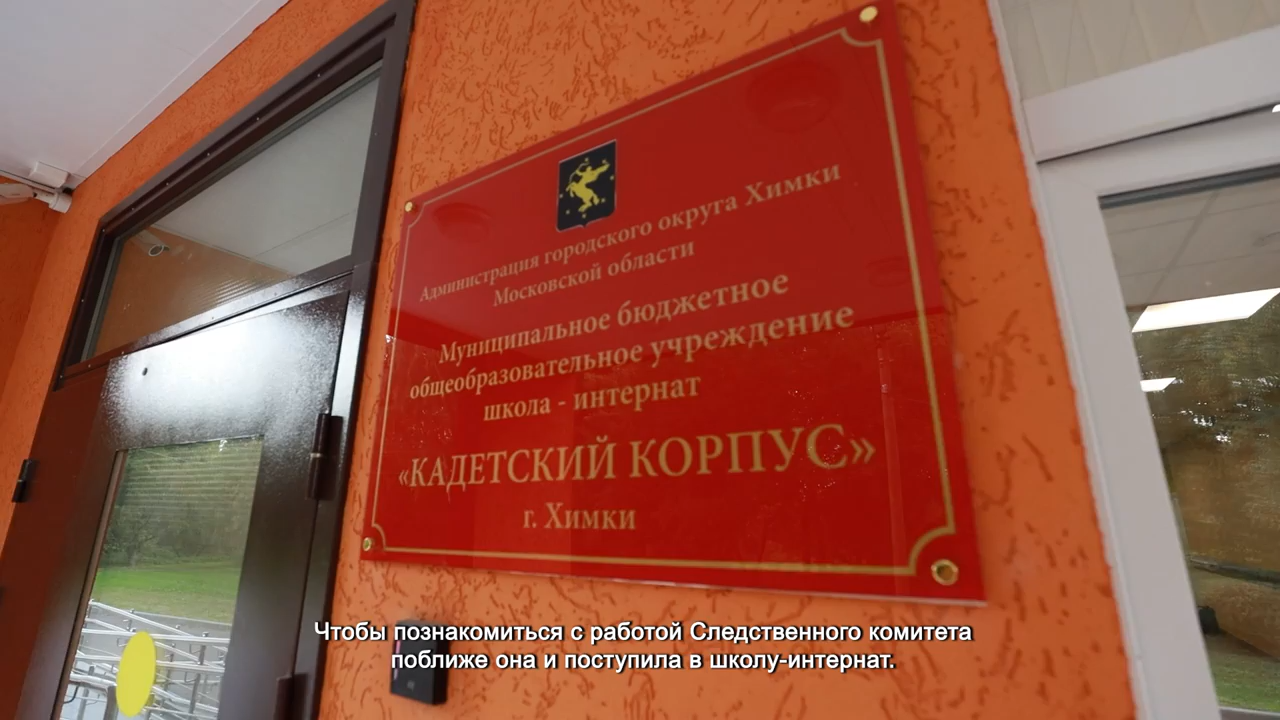 Администрация городского округа Химки
Московской области
Муниципальное бюджетное
общеобразовательное учреждение
школа - интернат
«КАДЕТСКИЙ КОРПУС»
г. Химки
Чтобы познакомиться с работой Следственного комитета
поближе она и поступила в школу-интернат.